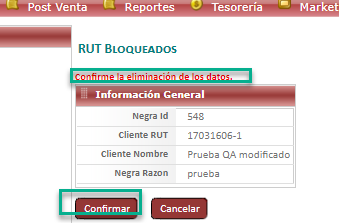 Post Venta Reportes Tesorería Market
RUT Bloqueados
Confirme la eliminación de los datos.
Información General
Negra Id 548
Cliente RUT 17031606-1
Cliente Nombre Prueba QA modificado
Negra Razon prueba
Confirmar Cancelar